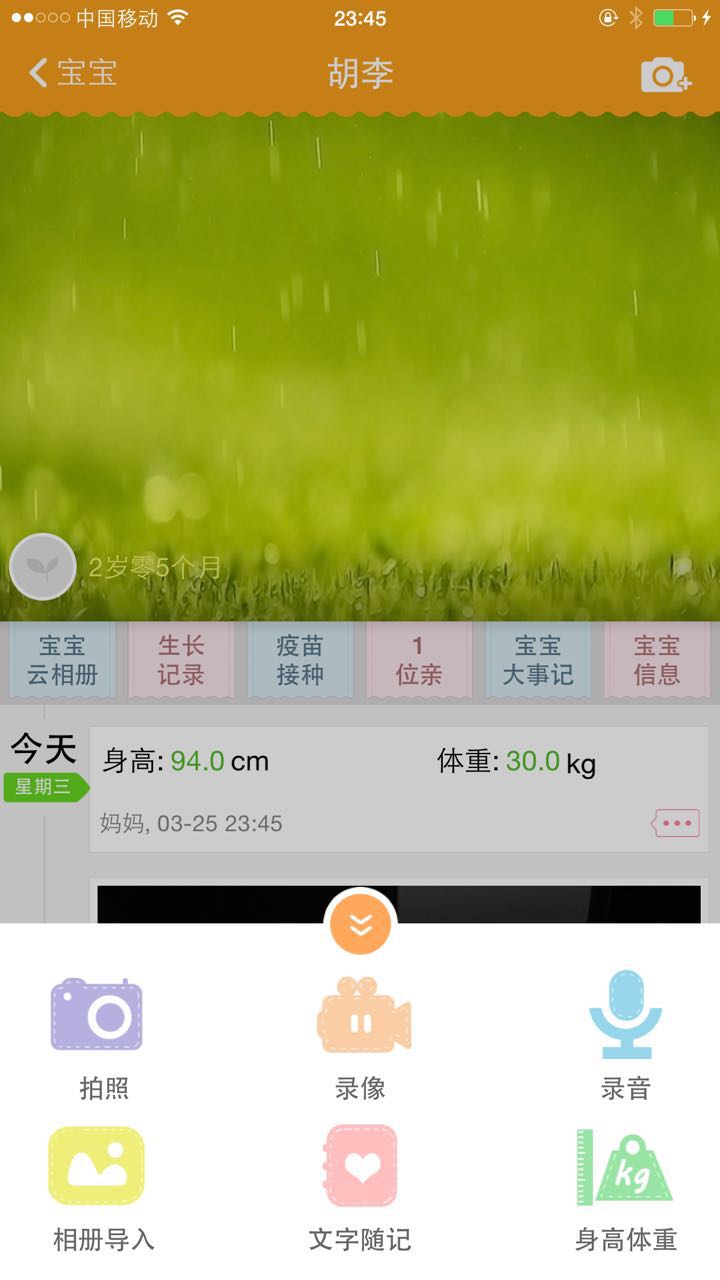 中国移动
23:45
宝宝
胡李
2岁零5个月
宝宝
云相册
生长
记录
疫苗
接种
1
位亲
宝宝
大事记
宝宝
信息
今天
星期三
身高: 94.0 cm
体重: 30.0 kg
妈妈, 03-25 23:45
拍照
录像
录音
kg
相册导入
文字随记
身高体重